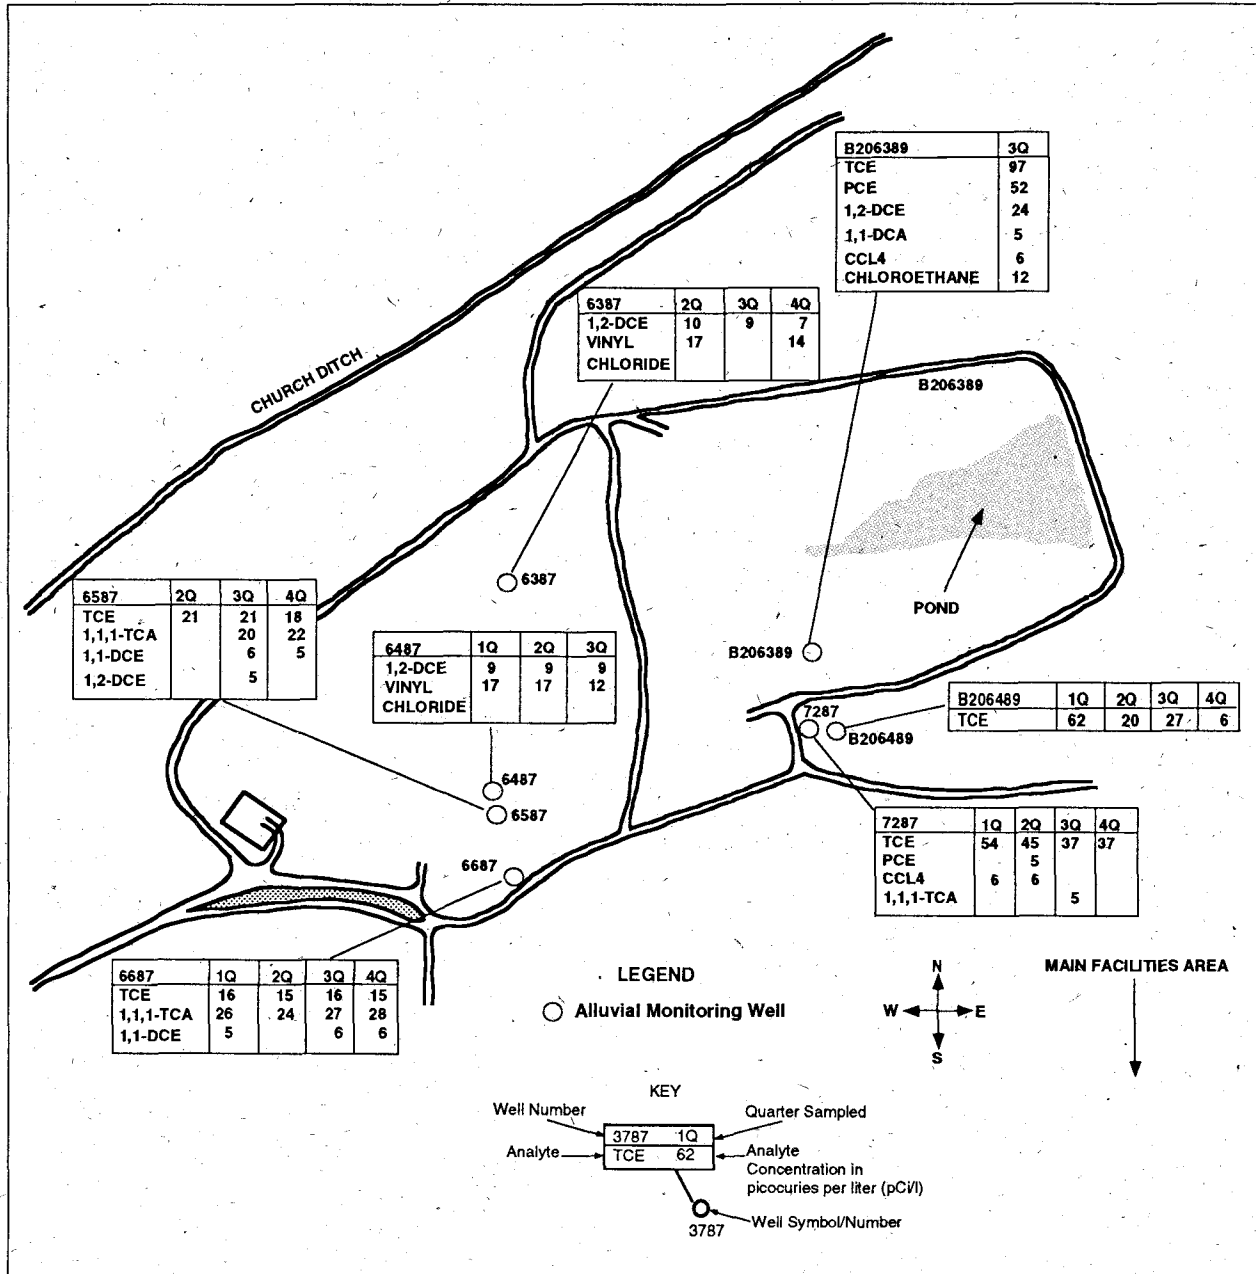 B206389 3Q
TCE 97
PCE 52
1,2-DCE 24
1,1-DCA 5
CCL4 6
CHLOROETHANE 12
6387 2Q 3Q 4Q
1,2-DCE 10 9 7
VINYL 17 14
CHLORIDE
CHURCH DITCH
B206389
POND
6387
6587 2Q 3Q 4Q
TCE 21 21 18
1,1,1-TCA 20 22
1,1-DCE 6 5
1,2-DCE 5
6487 1Q 2Q 3Q
1,2-DCE 9 9 9
VINYL 17 17 12
CHLORIDE
B206389
B206489 1Q 2Q 3Q 4Q
TCE 62 20 27 6
7287
B206489
6487
6587
7287 1Q 2Q 3Q 4Q
TCE 54 45 37 37
PCE 5
CCL4 6 6
1,1,1-TCA 5
6687
6687 1Q 2Q 3Q 4Q
TCE 16 15 16 15
1,1,1-TCA 26 24 27 28
1,1-DCE 5 6 6
LEGEND
Alluvial Monitoring Well
N
W E
S
MAIN FACILITIES AREA
KEY
Well Number
Quarter Sampled
3787 1Q
Analyte
TCE 62
Analyte
Concentration in
picocuries per liter (pCi/l)
Well Symbol/Number
3787